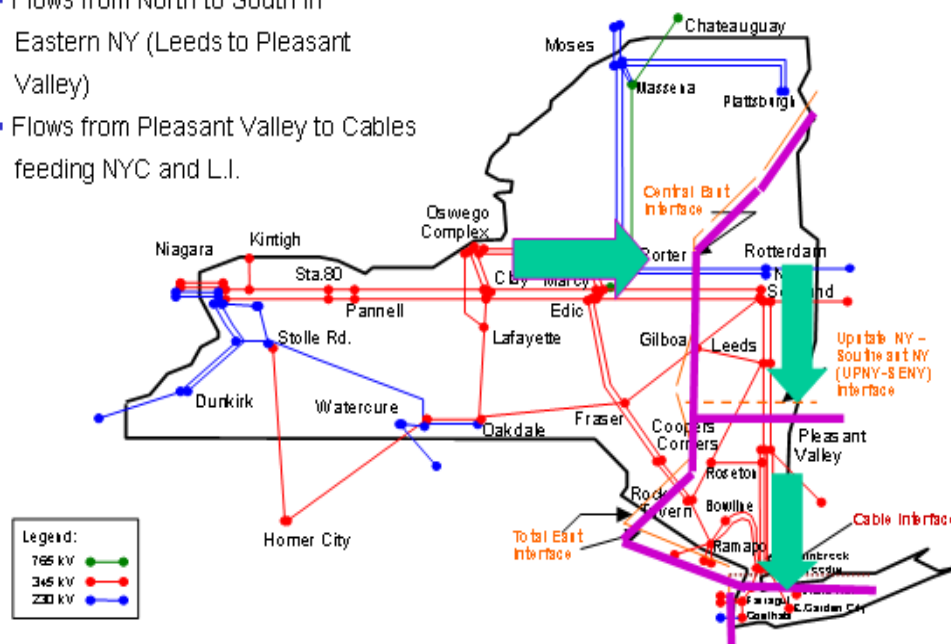 Flows from North to South in
Eastern NY (Leeds to Pleasant
Valley)
Flows from Pleasant Valley to Cables
feeding NYC and L.I.
Chateauguay
Moses
Massena
Plattsburgh
Central East
Interface
Oswego
Complex
Niagara
Kintigh
Sta.80
Pannell
Stolle Rd.
Clay
Marcy
Edic
Porter
Rotterdam
Lafayette
Gilboa
Leeds
Upstate NY -
Southeast NY
(UPNY-SENY)
Interface
Dunkirk
Watercure
Oakdale
Fraser
Coopers
Corners
Pleasant
Valley
Roseton
Rock
Tavern
Bowline
Cable Interface
Total East
Interface
Ramapo
Homer City
E.Garden City
Legend:
765 kV
345 kV
230 kV